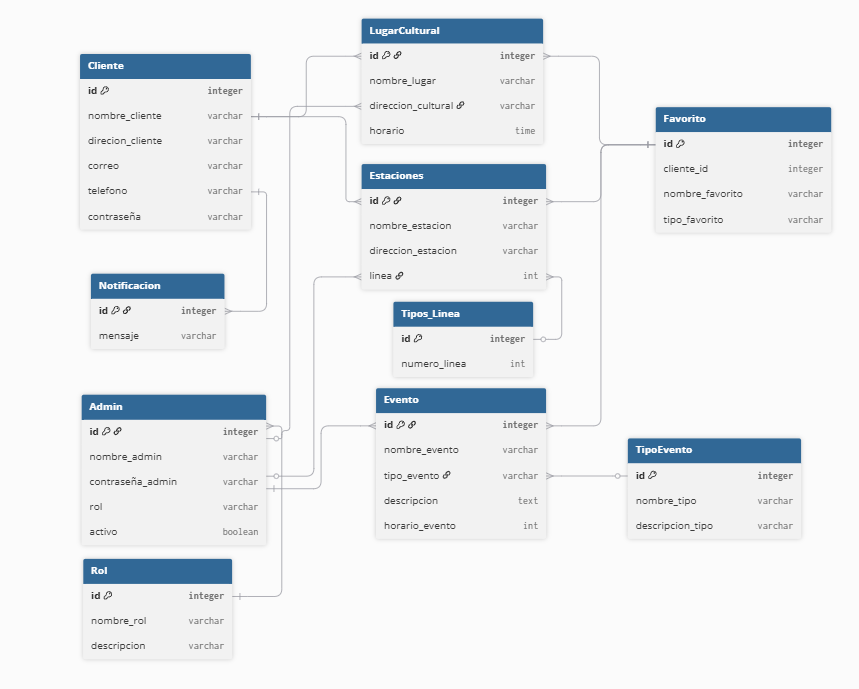 LugarCultural
id integer
nombre_lugar varchar
direccion_cultural varchar
horario time
Cliente
id integer
nombre_cliente varchar
direcion_cliente varchar
correo varchar
telefono varchar
contraseña varchar
Favorito
id integer
cliente_id integer
nombre_favorito varchar
tipo_favorito varchar
Estaciones
id integer
nombre_estacion varchar
direccion_estacion varchar
linea int
Notificacion
id integer
mensaje varchar
Tipos_Linea
id integer
numero_linea int
Admin
id integer
nombre_admin varchar
contraseña_admin varchar
rol varchar
activo boolean
Evento
id integer
nombre_evento varchar
tipo_evento varchar
descripcion text
horario_evento int
TipoEvento
id integer
nombre_tipo varchar
descripcion_tipo varchar
Rol
id integer
nombre_rol varchar
descripcion varchar